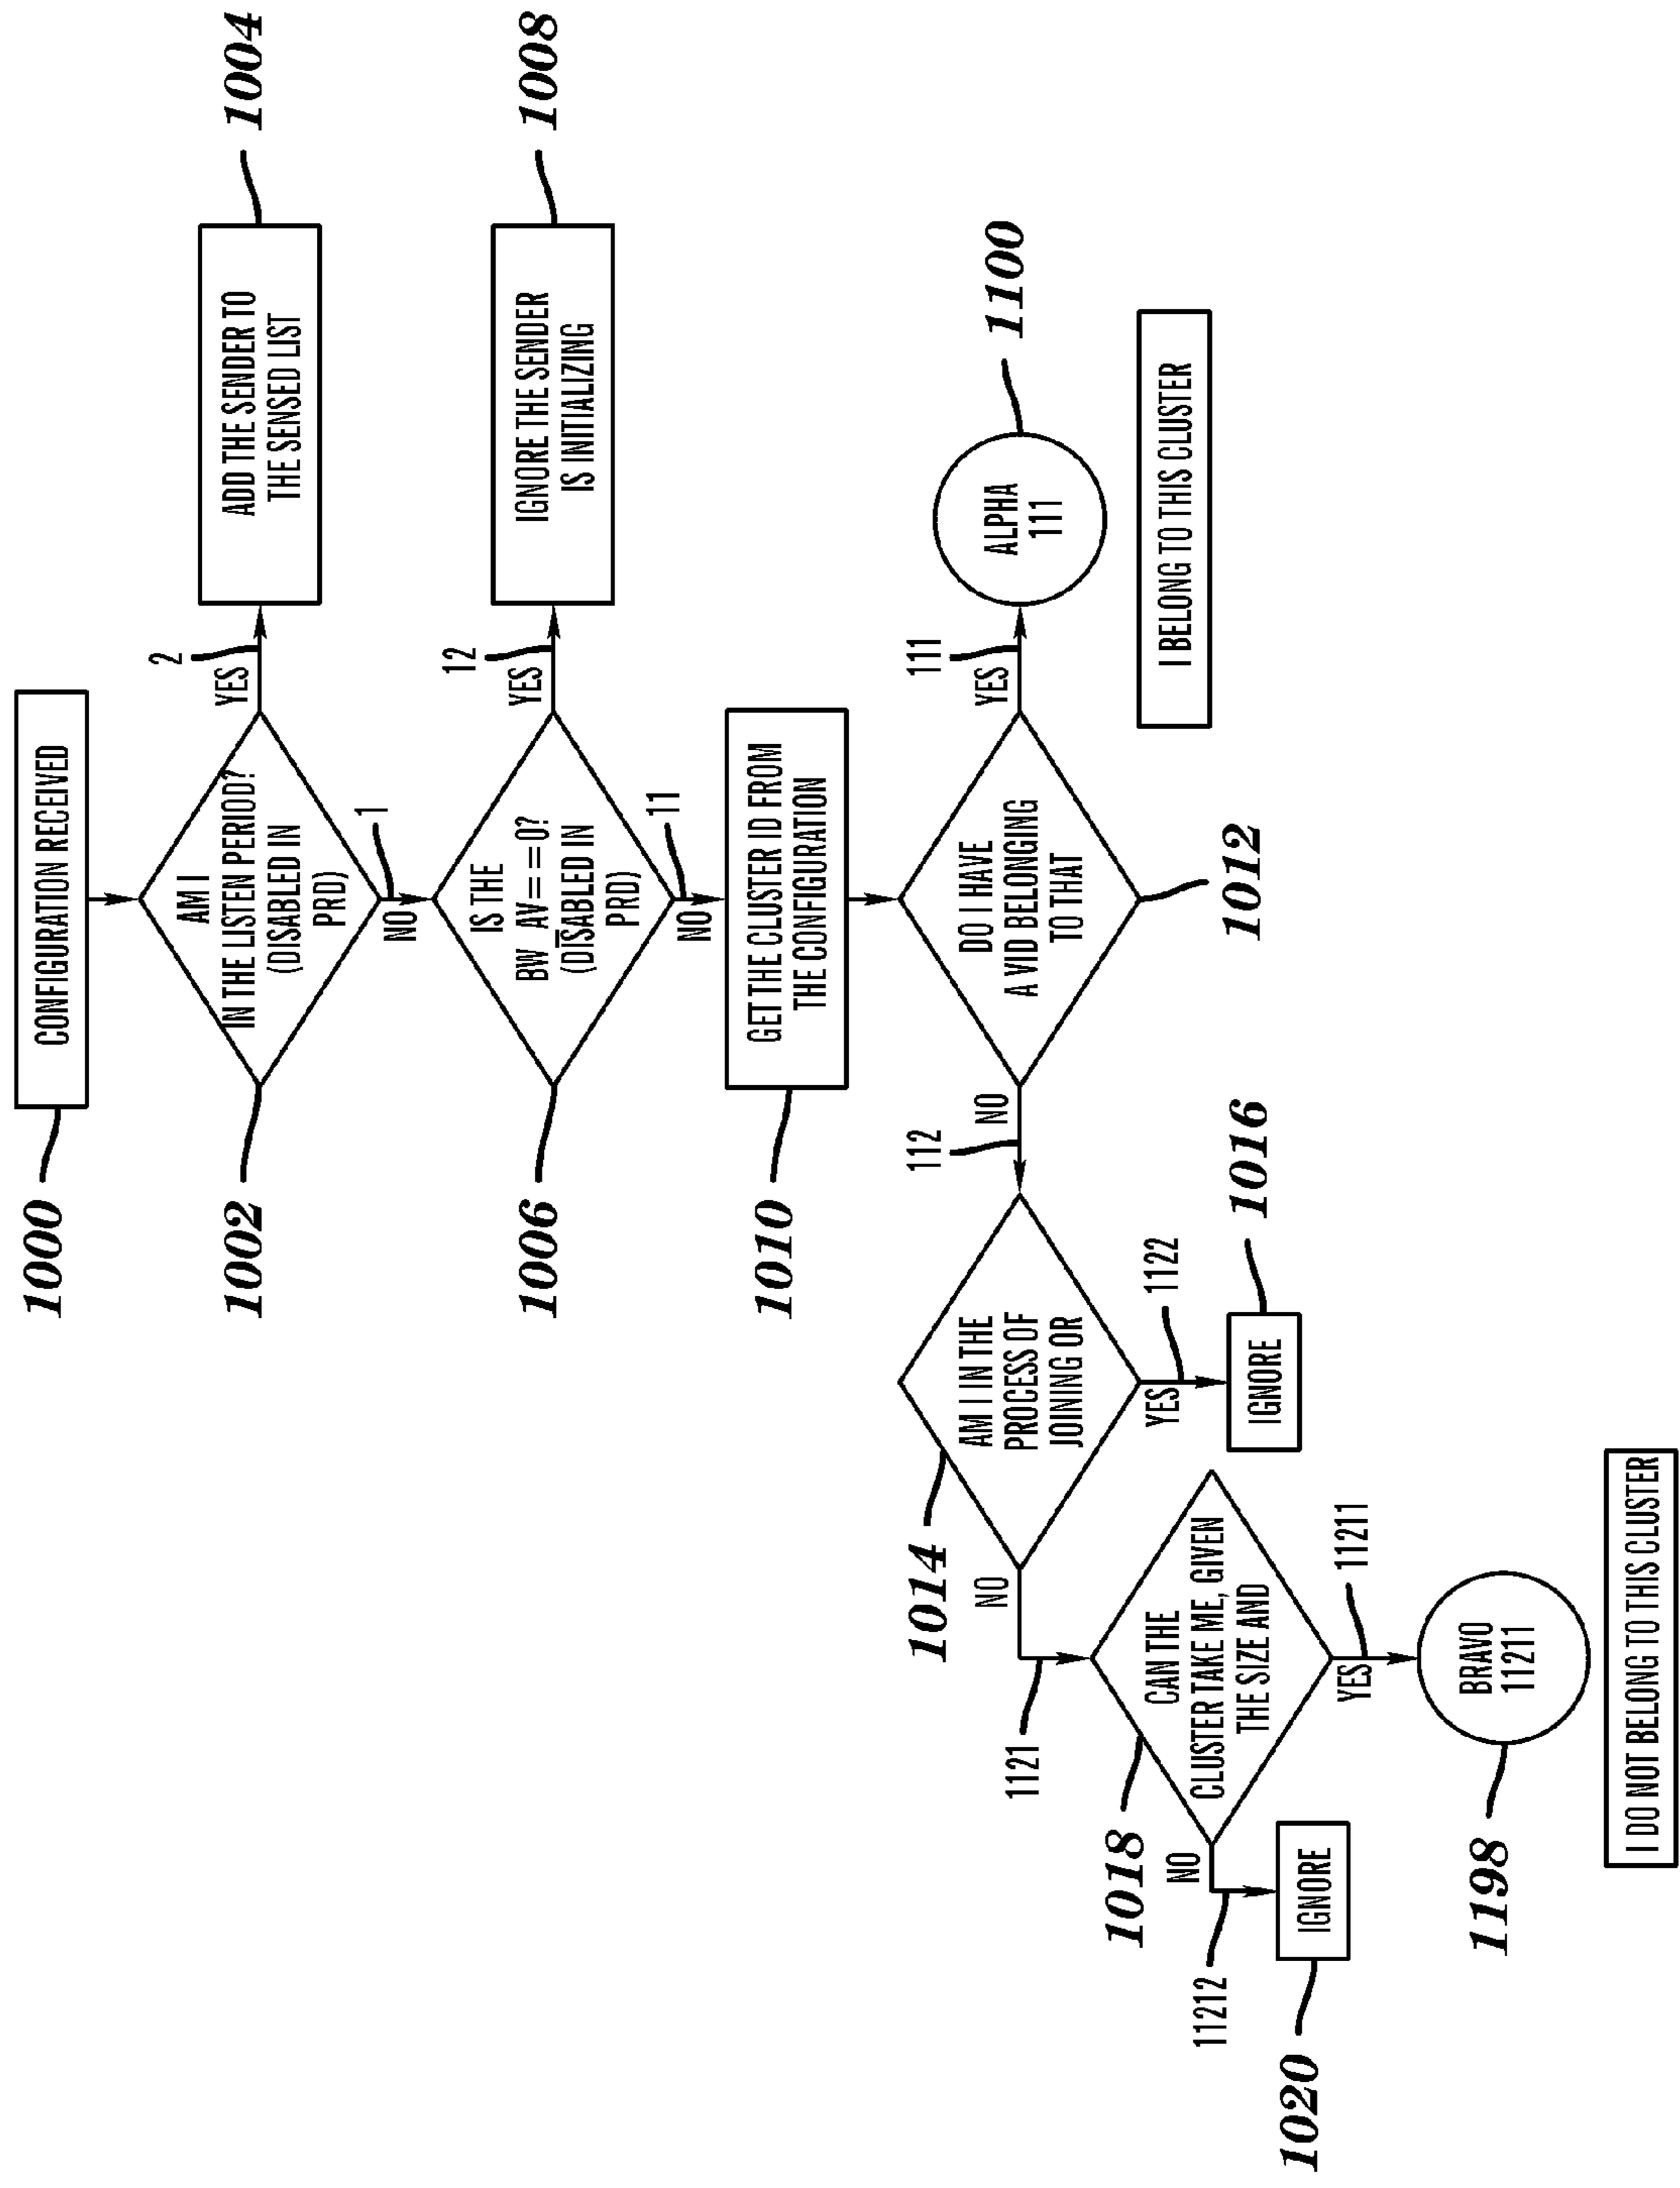 1000
CONFIGURATION RECEIVED
1002
AM I
IN THE LISTEN PERIOD?
(DISABLED IN
PRD)
2
YES
ADD THE SENDER TO
THE SENSED LIST
1004
1
NO
1006
IS THE
BW_AV==0?
(DISABLED IN
PRD)
12
YES
IGNORE THE SENDER
IS INITIALIZING
1008
11
NO
1010
GET THE CLUSTER ID FROM
THE CONFIGURATION
DO I HAVE
A VID BELONGING
TO THAT
1012
111
YES
ALPHA
111
1100
I BELONG TO THIS CLUSTER
112
NO
1014
AM I IN THE
PROCESS OF
JOINING OR
YES
1122
IGNORE
1016
NO
1121
1018
CAN THE
CLUSTER TAKE ME, GIVEN
THE SIZE AND
NO
11212
IGNORE
1020
YES
11211
BRAVO
11211
1198
I DO NOT BELONG TO THIS CLUSTER